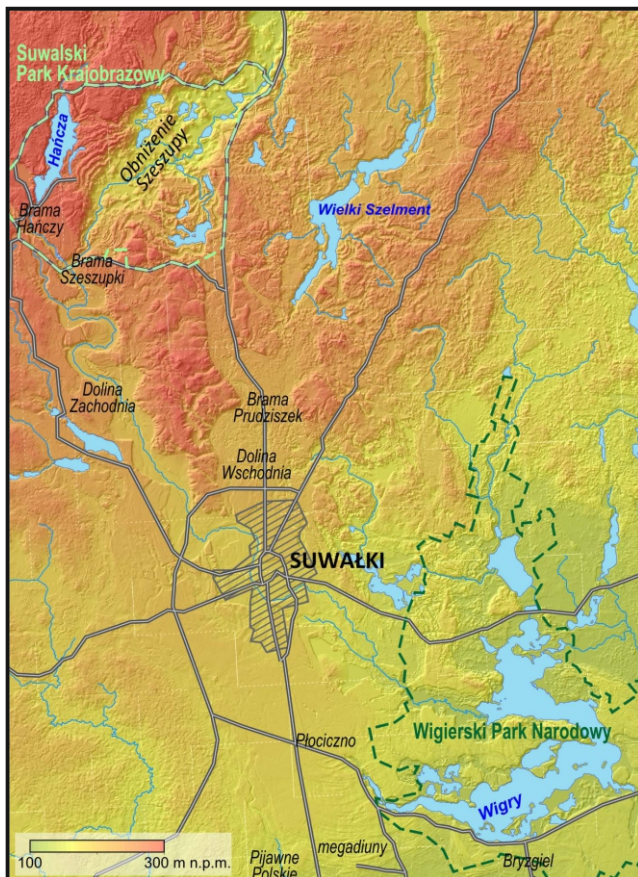 Suwalski
Park Krajobrazowy
Hańcza
Obniżenie
Szeszupy
Wielki Szelment
Brama
Hańczy
Brama
Szeszupki
Dolina
Zachodnia
Brama
Prudziszek
Dolina
Wschodnia
SUWAŁKI
Wigierski Park Narodowy
Płociczno
Wigry
megadiuny
Bryzgiel
Pijawne
Polskie
100
300 m n.p.m.